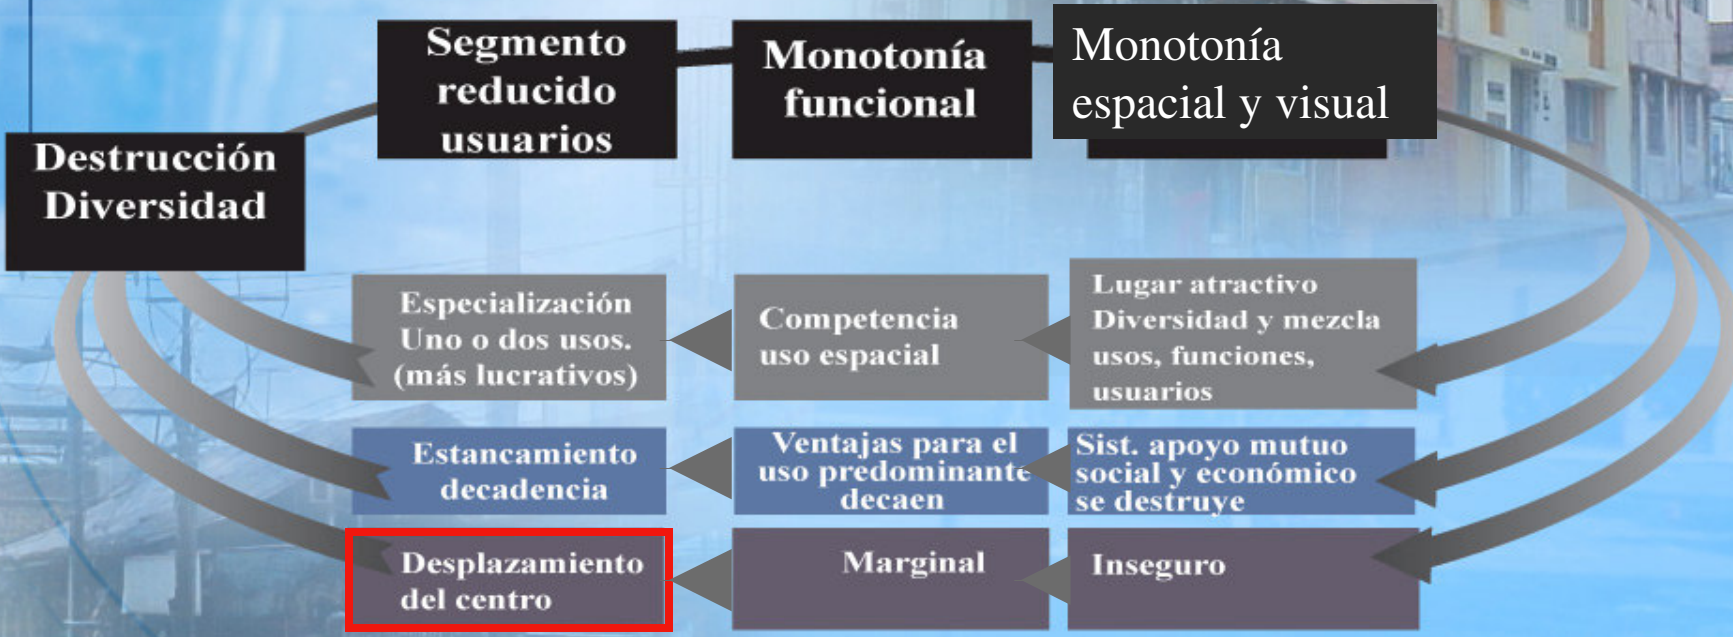 Segmento
reducido
usuarios
Monotonía
funcional
Monotonía
espacial y visual
Destrucción
Diversidad
Especialización
Uno o dos usos.
(más lucrativos)
Competencia
uso espacial
Lugar atractivo
Diversidad y mezcla
usos, funciones,
usuarios
Estancamiento
decadencia
Ventajas para el
uso predominante
decaen
Sist. apoyo mutuo
social y económico
se destruye
Desplazamiento
del centro
Marginal
Inseguro